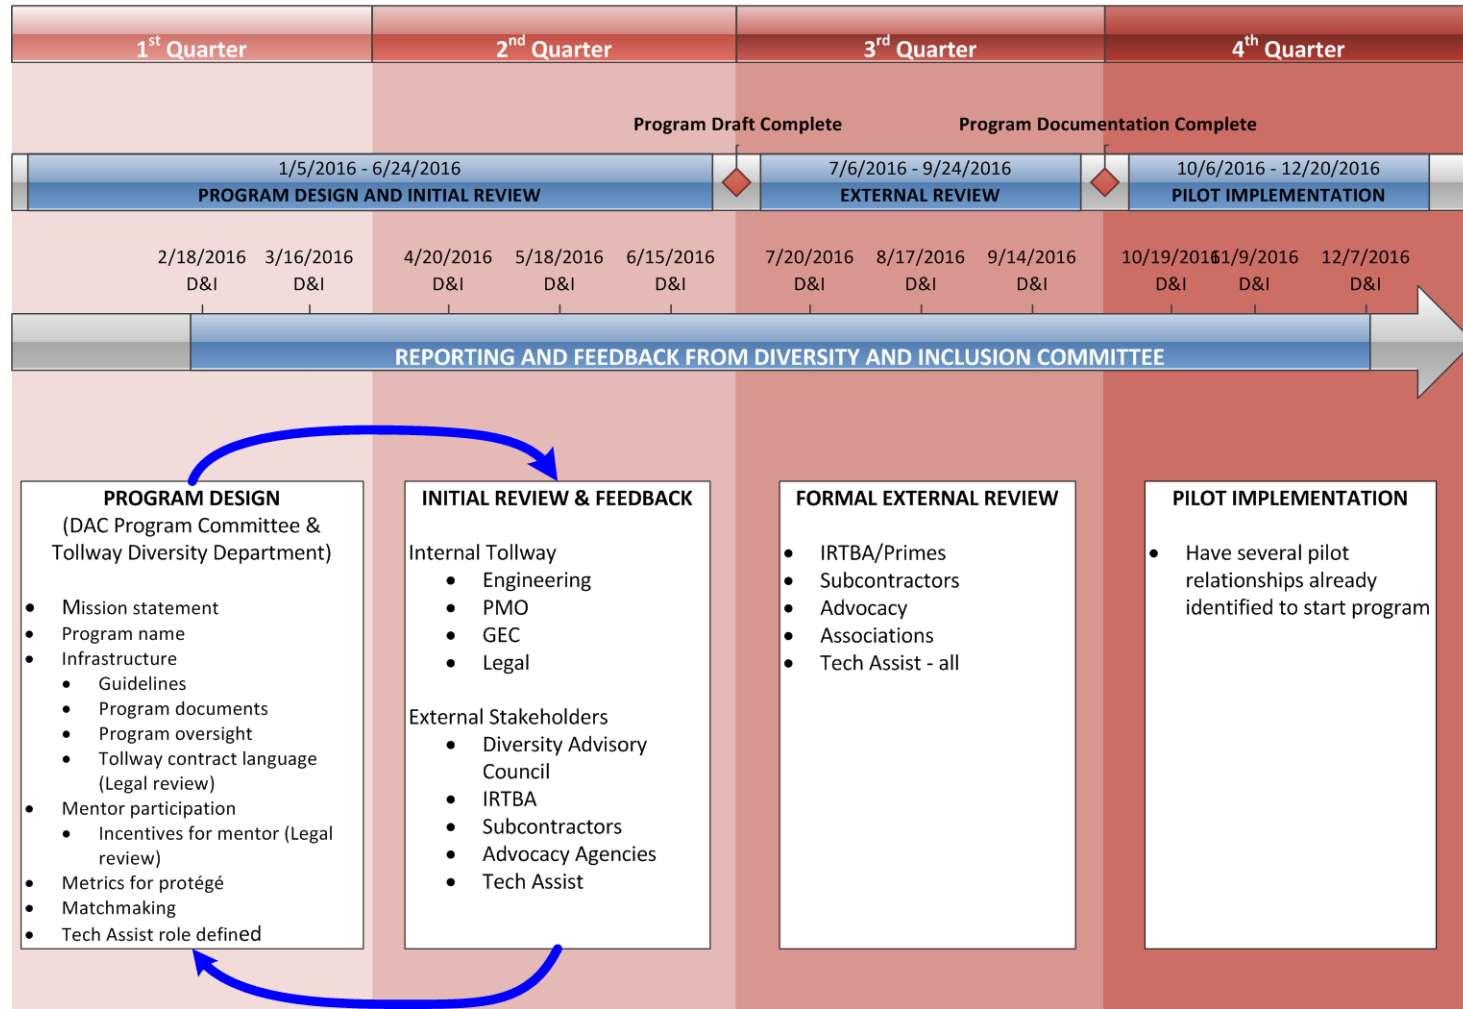 1st Quarter
2nd Quarter
3rd Quarter
4th Quarter
Program Draft Complete
Program Documentation Complete
1/5/2016 - 6/24/2016
PROGRAM DESIGN AND INITIAL REVIEW
7/6/2016 - 9/24/2016
EXTERNAL REVIEW
10/6/2016 - 12/20/2016
PILOT IMPLEMENTATION
2/18/2016
D&I
3/16/2016
D&I
4/20/2016
D&I
5/18/2016
D&I
6/15/2016
D&I
7/20/2016
D&I
8/17/2016
D&I
9/14/2016
D&I
10/19/2016
D&I
11/9/2016
D&I
12/7/2016
D&I
REPORTING AND FEEDBACK FROM DIVERSITY AND INCLUSION COMMITTEE
PROGRAM DESIGN
(DAC Program Committee &
Tollway Diversity Department)
• Mission statement
• Program name
• Infrastructure
• Guidelines
• Program documents
• Program oversight
• Tollway contract language
(Legal review)
• Mentor participation
• Incentives for mentor (Legal
review)
• Metrics for protégé
• Matchmaking
• Tech Assist role defined
INITIAL REVIEW & FEEDBACK
Internal Tollway
• Engineering
• PMO
• GEC
• Legal
External Stakeholders
• Diversity Advisory
Council
• IRTBA
• Subcontractors
• Advocacy Agencies
• Tech Assist
FORMAL EXTERNAL REVIEW
• IRTBA/Primes
• Subcontractors
• Advocacy
• Associations
• Tech Assist - all
PILOT IMPLEMENTATION
• Have several pilot
relationships already
identified to start program